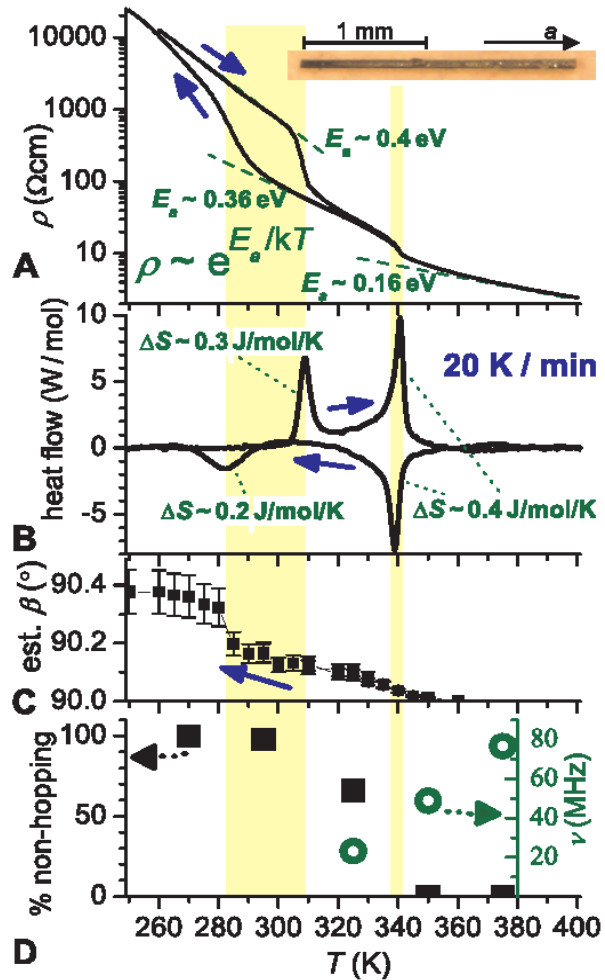 1 mm
a
10000
1000
100
10
ρ (Ωcm)
E_a ~ 0.4 eV
E_a ~ 0.36 eV
ρ ~ e^{E_a/kT}
E_a ~ 0.16 eV
A
10
5
0
-5
heat flow (W / mol)
ΔS ~ 0.3 J/mol/K
20 K / min
ΔS ~ 0.2 J/mol/K
ΔS ~ 0.4 J/mol/K
B
90.4
90.2
90.0
est. β (°)
C
100
50
0
% non-hopping
80
60
40
20
ν (MHz)
D
260 280 300 320 340 360 380 400
T (K)